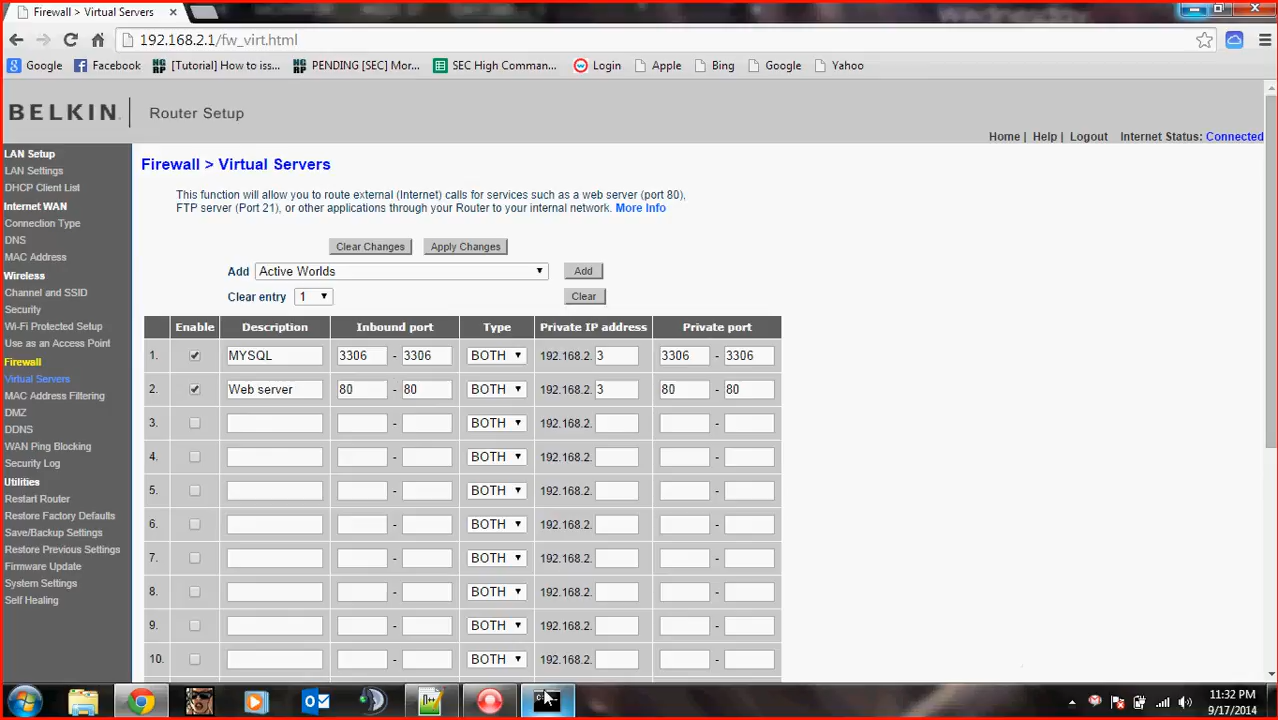 Firewall > Virtual Servers
192.168.2.1/fw_virt.html
Google Facebook [Tutorial] How to iss... PENDING [SEC] Mor... SEC High Comman... Login Apple Bing Google Yahoo
BELKIN. Router Setup
Home | Help | Logout Internet Status: Connected
LAN Setup
LAN Settings
DHCP Client List
Internet WAN
Connection Type
DNS
MAC Address
Wireless
Channel and SSID
Security
Wi-Fi Protected Setup
Use as an Access Point
Firewall
Virtual Servers
MAC Address Filtering
DMZ
DDNS
WAN Ping Blocking
Security Log
Utilities
Restart Router
Restore Factory Defaults
Save/Backup Settings
Restore Previous Settings
Firmware Update
System Settings
Self Healing
Firewall > Virtual Servers
This function will allow you to route external (Internet) calls for services such as a web server (port 80),
FTP server (Port 21), or other applications through your Router to your internal network. More Info
Clear Changes Apply Changes
Add Active Worlds Add
Clear entry 1 Clear
Enable Description Inbound port Type Private IP address Private port
1. MYSQL 3306 - 3306 BOTH 192.168.2. 3 3306 - 3306
2. Web server 80 - 80 BOTH 192.168.2. 3 80 - 80
3. - BOTH 192.168.2. -
4. - BOTH 192.168.2. -
5. - BOTH 192.168.2. -
6. - BOTH 192.168.2. -
7. - BOTH 192.168.2. -
8. - BOTH 192.168.2. -
9. - BOTH 192.168.2. -
10. - BOTH 192.168.2. -
11:32 PM
9/17/2014